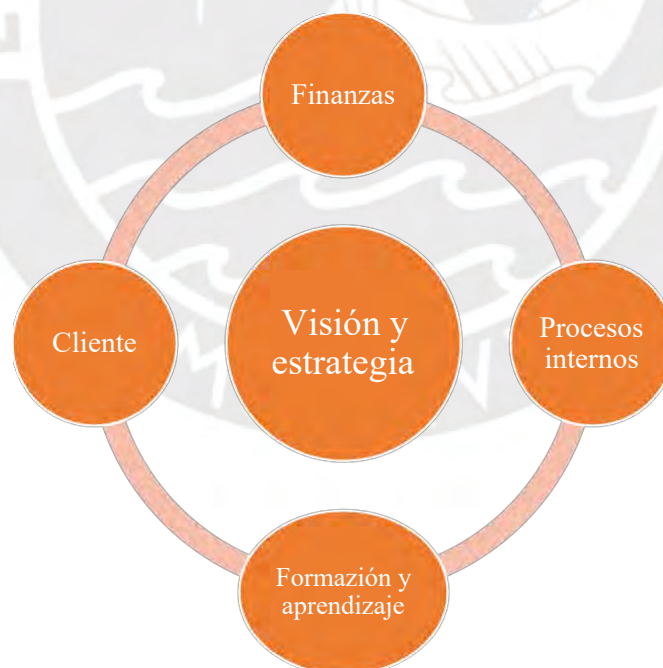 Finanzas
Cliente
Visión y
estrategia
Procesos
internos
Formazión y
aprendizaje